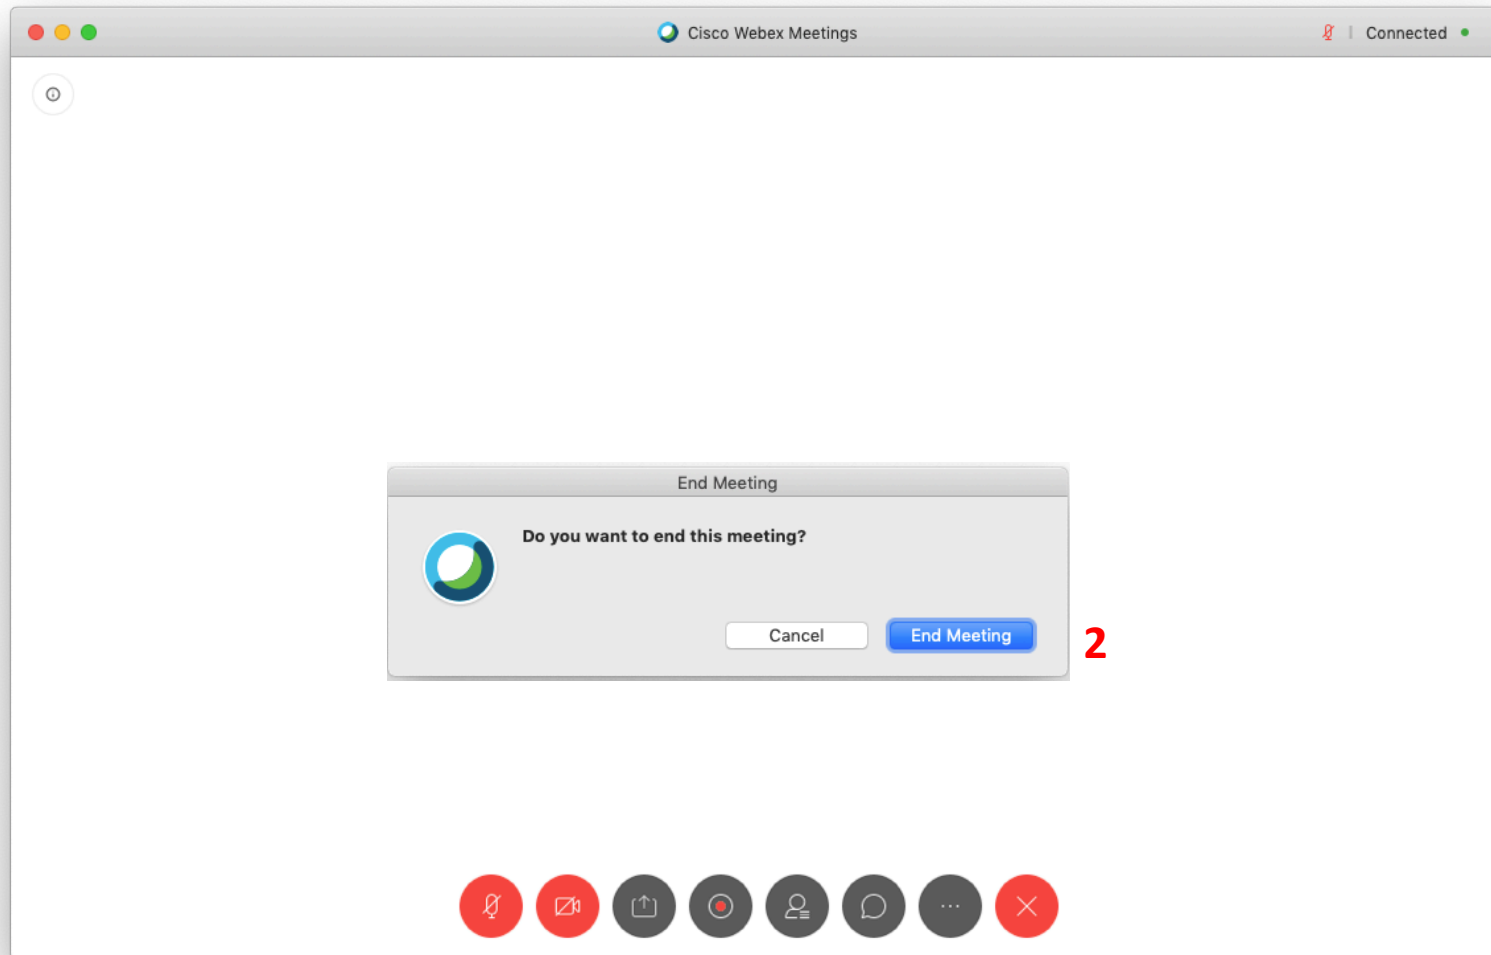 Cisco Webex Meetings
Connected
End Meeting
Do you want to end this meeting?
Cancel
End Meeting
2